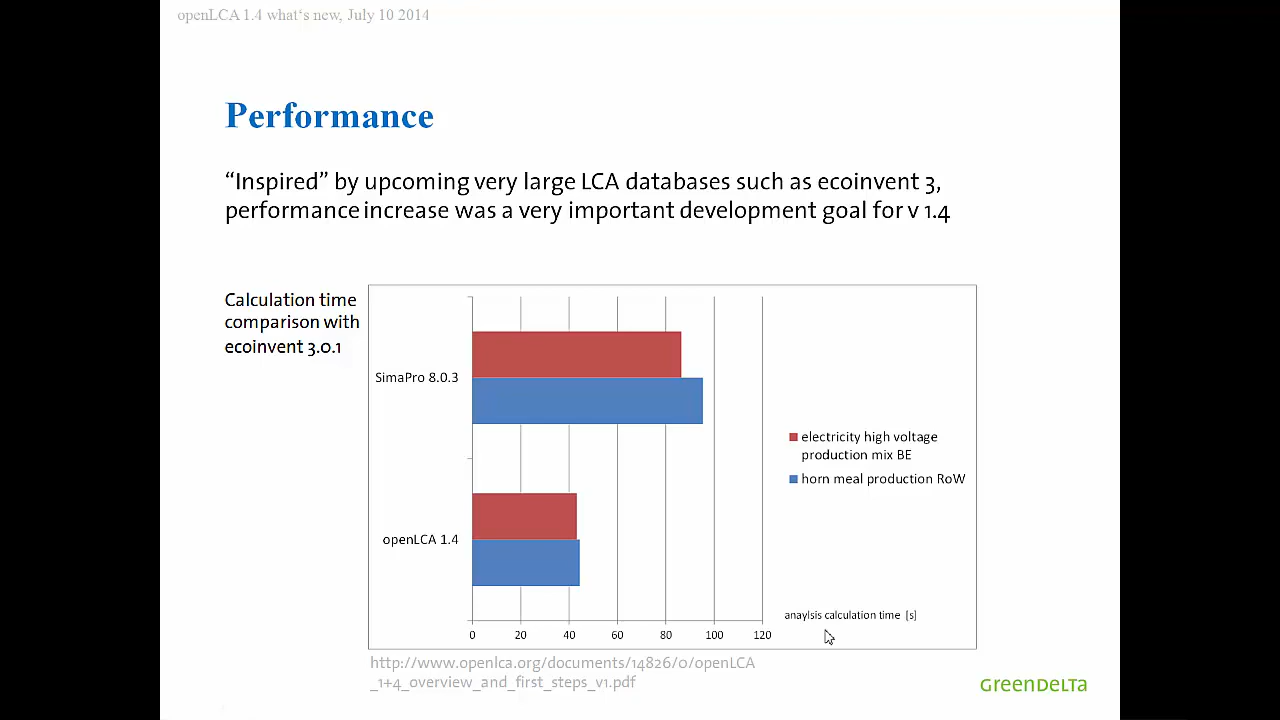 openLCA 1.4 what‘s new, July 10 2014
Performance
“Inspired” by upcoming very large LCA databases such as ecoinvent 3,
performance increase was a very important development goal for v 1.4
Calculation time
comparison with
ecoinvent 3.0.1
SimaPro 8.0.3
openLCA 1.4
electricity high voltage
production mix BE
horn meal production RoW
anaylsis calculation time [s]
0 20 40 60 80 100 120
http://www.openlca.org/documents/14826/0/openLCA
_1+4_overview_and_first_steps_v1.pdf
GreenDelta